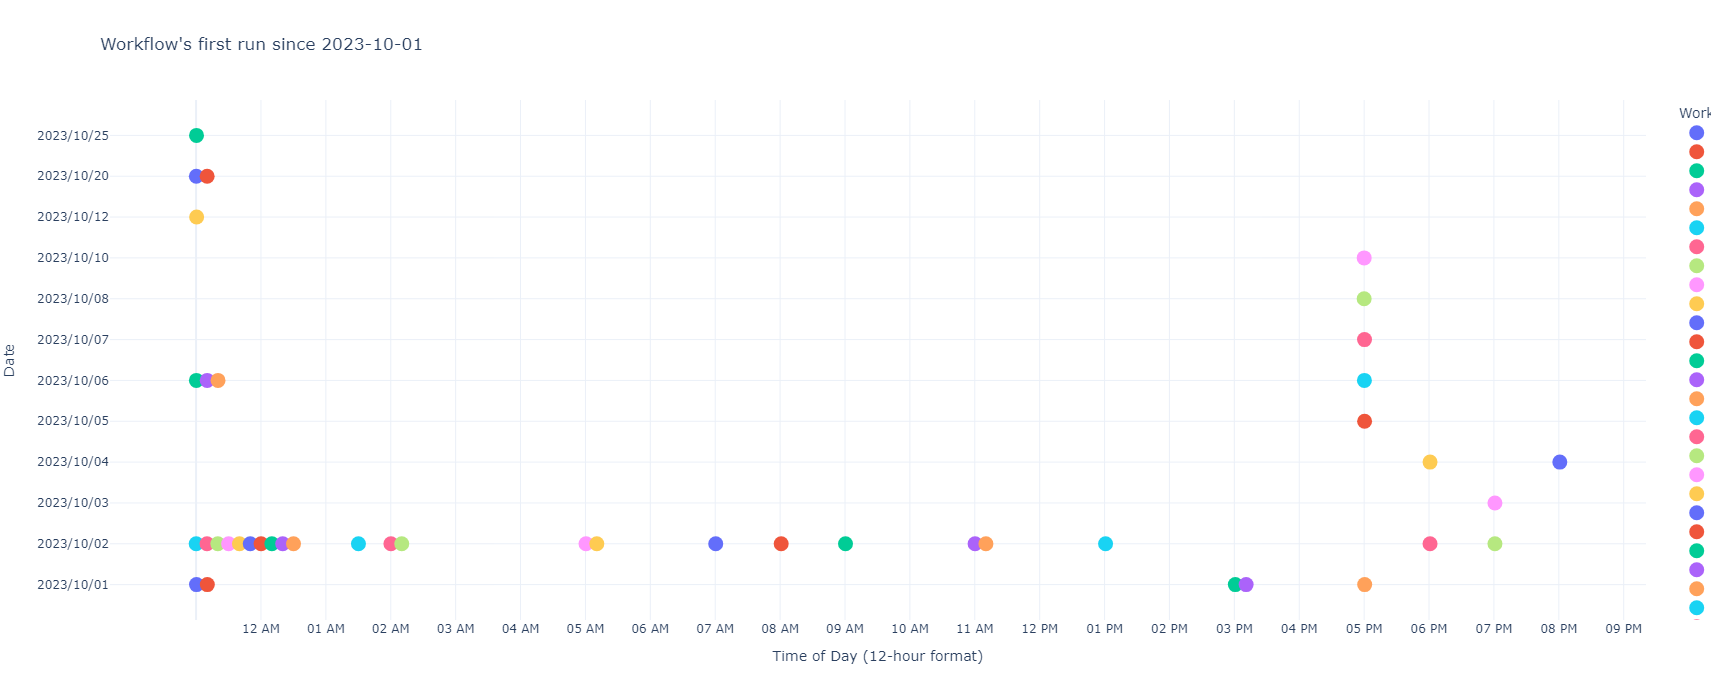 Workflow's first run since 2023-10-01
Work
2023/10/25
2023/10/20
2023/10/12
2023/10/10
2023/10/08
2023/10/07
2023/10/06
2023/10/05
2023/10/04
2023/10/03
2023/10/02
2023/10/01
Date
12 AM 01 AM 02 AM 03 AM 04 AM 05 AM 06 AM 07 AM 08 AM 09 AM 10 AM 11 AM 12 PM 01 PM 02 PM 03 PM 04 PM 05 PM 06 PM 07 PM 08 PM 09 PM
Time of Day (12-hour format)